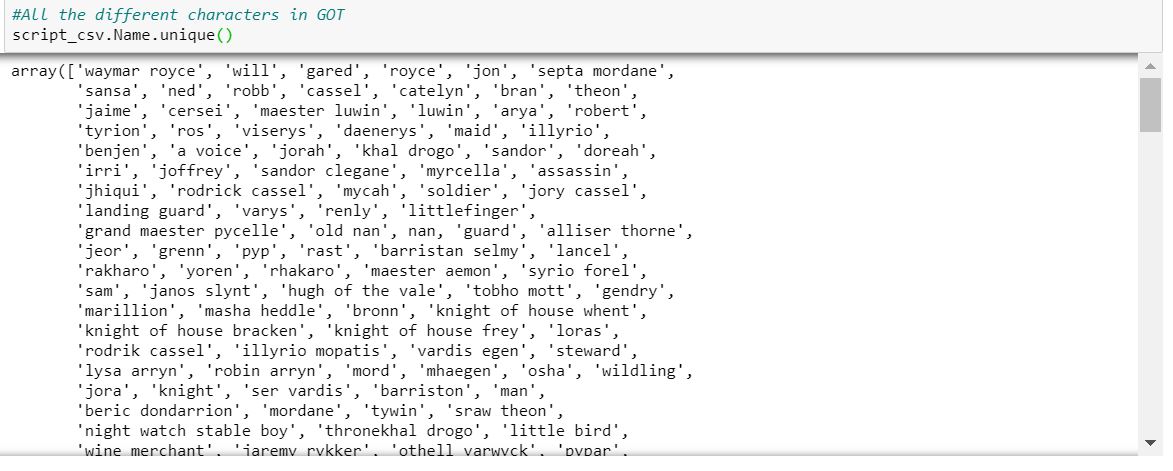 #All the different characters in GOT
script_csv.Name.unique()
array(['waymar royce', 'will', 'gared', 'royce', 'jon', 'septa mordane',
'sansa', 'ned', 'robb', 'cassel', 'catelyn', 'bran', 'theon',
'jaime', 'cersei', 'maester luwin', 'luwin', 'arya', 'robert',
'tyrion', 'ros', 'viserys', 'daenerys', 'maid', 'illyrio',
'benjen', 'a voice', 'jorah', 'khal drogo', 'sandor', 'doreah',
'irri', 'joffrey', 'sandor clegane', 'myrcella', 'assassin',
'jhiqui', 'rodrick cassel', 'mycah', 'soldier', 'jory cassel',
'landing guard', 'varys', 'renly', 'littlefinger',
'grand maester pycelle', 'old nan', nan, 'guard', 'alliser thorne',
'jeor', 'grenn', 'pyp', 'rast', 'barristan selmy', 'lancel',
'rakharo', 'yoren', 'rhakaro', 'maester aemon', 'syrio forel',
'sam', 'janos slynt', 'hugh of the vale', 'tobho mott', 'gendry',
'marillion', 'masha heddle', 'bronn', 'knight of house whent',
'knight of house bracken', 'knight of house frey', 'loras',
'rodrik cassel', 'illyrio mopatis', 'vardis egen', 'steward',
'lysa arryn', 'robin arryn', 'mord', 'mhaegen', 'osha', 'wildling',
'jora', 'knight', 'ser vardis', 'barriston', 'man',
'beric dondarrion', 'mordane', 'tywin', 'sraw theon',
'night watch stable boy', 'thronekhal drogo', 'little bird',
'wine merchant', 'jaremy rykker', 'othell yarwyck', 'pypar',